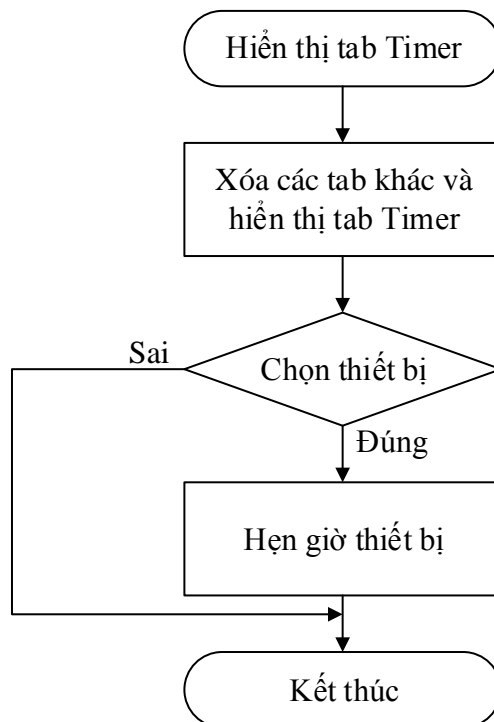 Hiển thị tab Timer
Xóa các tab khác và
hiển thị tab Timer
Sai
Chọn thiết bị
Đúng
Hẹn giờ thiết bị
Kết thúc